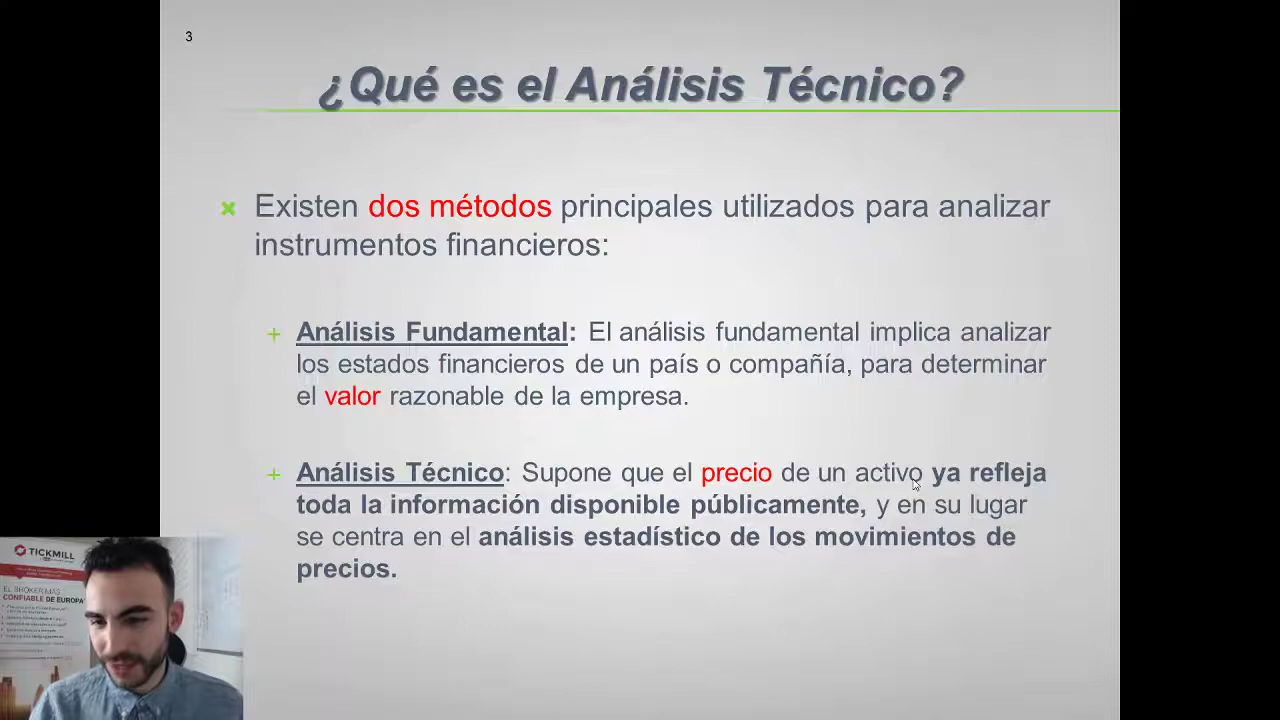 3
¿Qué es el Análisis Técnico?
Existen dos métodos principales utilizados para analizar
instrumentos financieros:
Análisis Fundamental: El análisis fundamental implica analizar
los estados financieros de un país o compañía, para determinar
el valor razonable de la empresa.
Análisis Técnico: Supone que el precio de un activo ya refleja
toda la información disponible públicamente, y en su lugar
se centra en el análisis estadístico de los movimientos de
precios.
TICKMILL
EL BROKER MÁS
CONFIABLE DE EUROPA